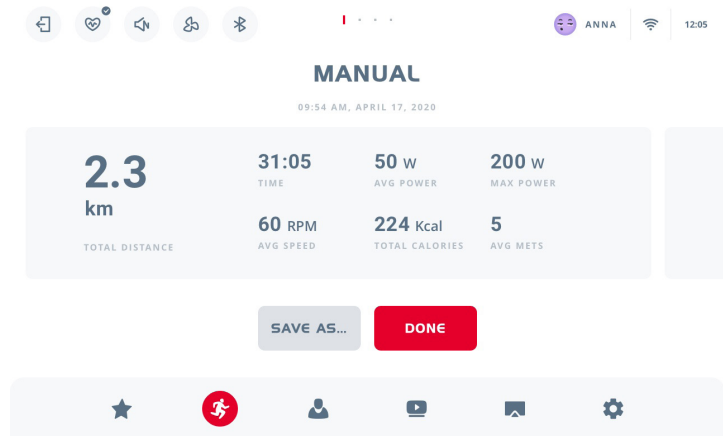 ANNA
12:05
MANUAL
09:54 AM, APRIL 17, 2020
2.3
km
TOTAL DISTANCE
31:05
TIME
50 W
AVG POWER
200 W
MAX POWER
60 RPM
AVG SPEED
224 Kcal
TOTAL CALORIES
5
AVG METS
SAVE AS...
DONE